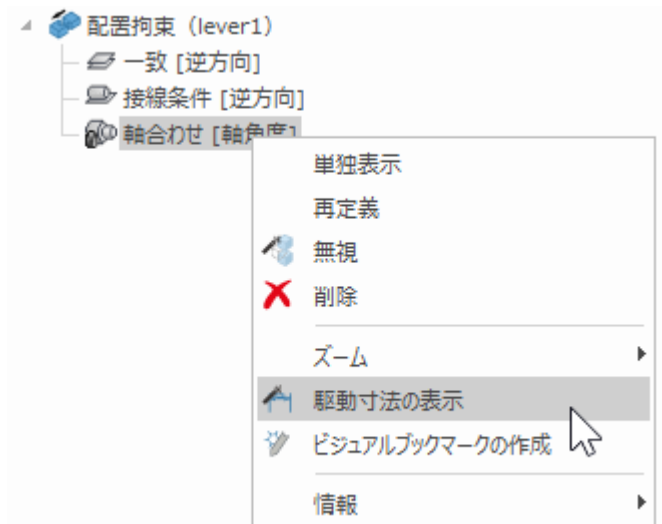 配置拘束（lever1）
一致 [逆方向]
接線条件 [逆方向]
軸合わせ [軸角度]
単独表示
再定義
無視
削除
ズーム
駆動寸法の表示
ビジュアルブックマークの作成
情報